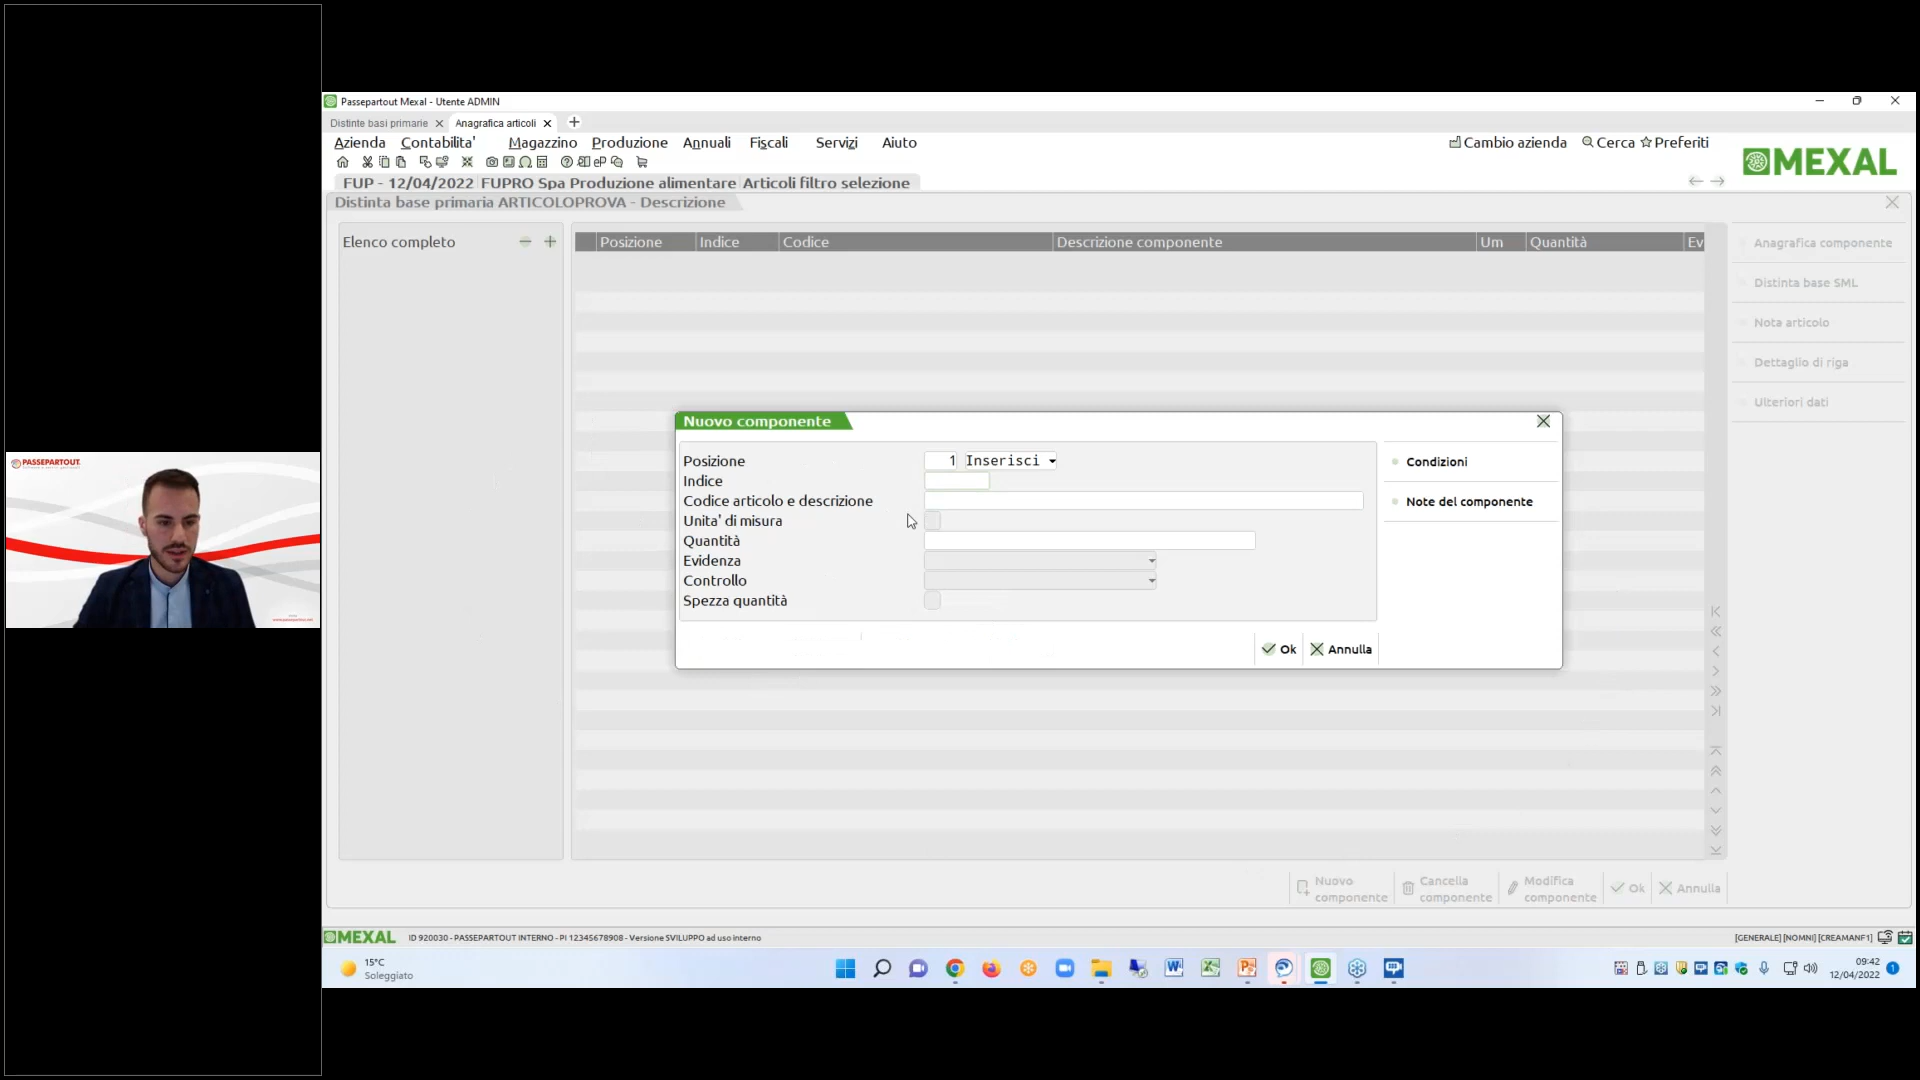 Passepartout Mexal - Utente ADMIN
Distinte basi primarie
Anagrafica articoli
Azienda Contabilita' Magazzino Produzione Annuali Fiscali Servizi Aiuto
Cambio azienda Cerca Preferiti
MEXAL
FUP - 12/04/2022 FUPRO Spa Produzione alimentare Articoli filtro selezione
Distinta base primaria ARTICOLOPROVA - Descrizione
Elenco completo
Posizione Indice Codice Descrizione componente Um Quantità Ev
Anagrafica componente
Distinta base SML
Nota articolo
Dettaglio di riga
Ulteriori dati
Nuovo componente
Posizione 1 Inserisci
Indice
Codice articolo e descrizione
Unita' di misura
Quantità
Evidenza
Controllo
Spezza quantità
Condizioni
Note del componente
Ok Annulla
PASSEPARTOUT
Nuovo componente
Cancella componente
Modifica componente
Ok Annulla
MEXAL ID 920030 - PASSEPARTOUT INTERNO - PI 12345678908 - Versione SVILUPPO ad uso interno
[GENERALE] [NOMNI] [CREAMANF1]
15°C
Soleggiato
09:42
12/04/2022
1